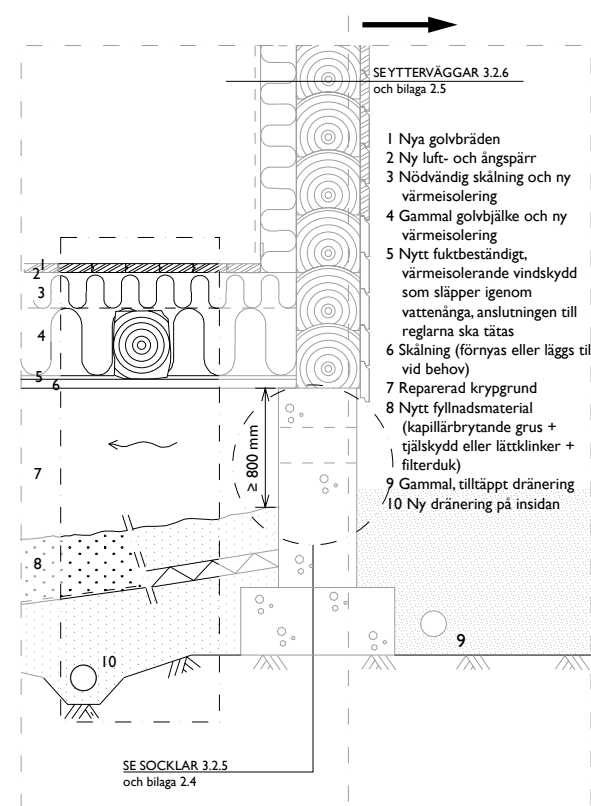 SE YTTERVÄGGAR 3.2.6
och bilaga 2.5
1 Nya golvbräden
2 Ny luft- och ångspärr
3 Nödvändig skålning och ny
värmeisolering
4 Gammal golvbjälke och ny
värmeisolering
5 Nytt fuktbeständigt,
värmeisolerande vindskydd
som släpper igenom
vattenånga, anslutningen till
reglarna ska tätas
6 Skålning (förnyas eller läggs til
vid behov)
7 Reparerad krypgrund
8 Nytt fyllnadsmaterial
(kapillärbrytande grus +
tjälskydd eller lättklinker +
filterduk)
9 Gammal, tilltäppt dränering
10 Ny dränering på insidan
1
2
3
4
5
6
≥ 800 mm
7
8
9
10
SE SOCKLAR 3.2.5
och bilaga 2.4